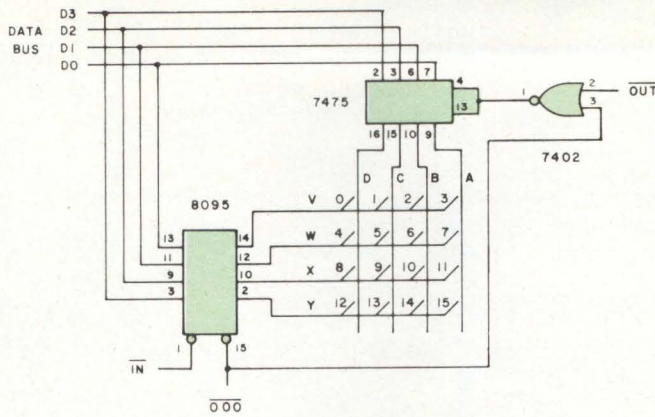 D3
DATA D2
BUS D1
D0
2 3 6 7
4
13
7475
16 15 10 9
1
2
3
OUT
7402
D C B A
8095
13 14
11 12
9 10
3 2
1 15
IN
000
V 0 1 2 3
W 4 5 6 7
X 8 9 10 11
Y 12 13 14 15